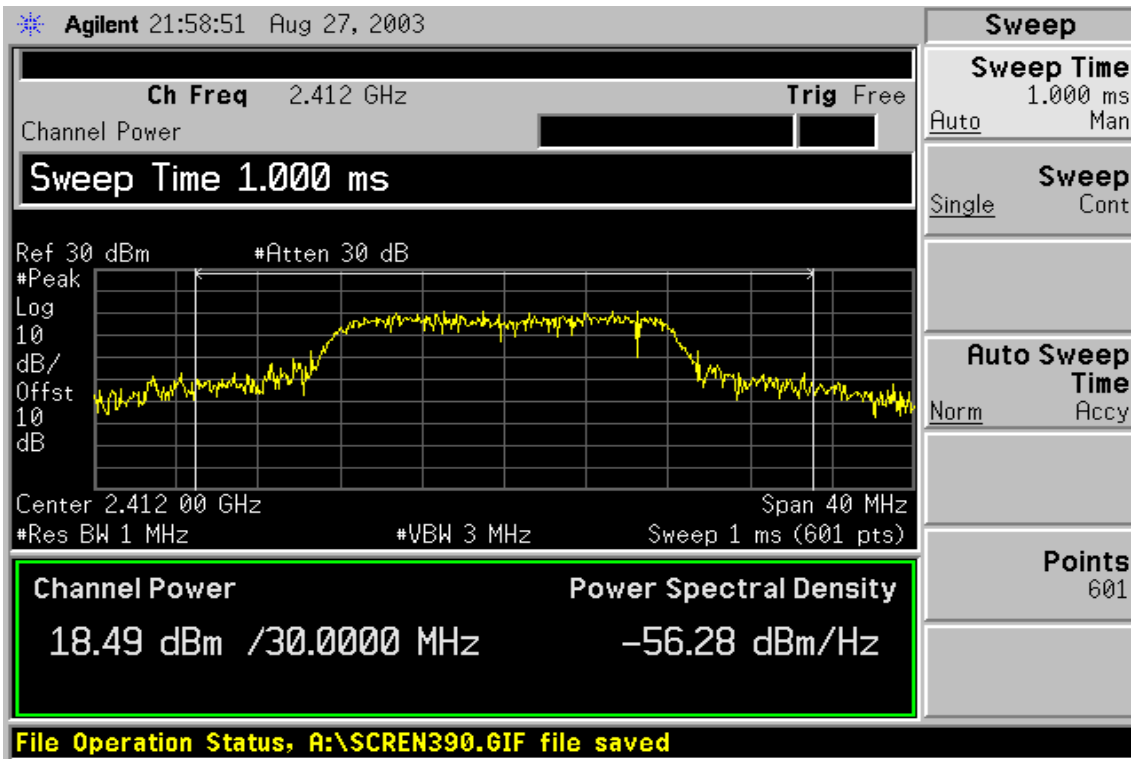 Agilent 21:58:51 Aug 27, 2003
Ch Freq 2.412 GHz Trig Free
Channel Power
Sweep Time 1.000 ms
Ref 30 dBm #Atten 30 dB
#Peak
Log
10
dB/
Offst
10
dB
Center 2.412 00 GHz Span 40 MHz
#Res BW 1 MHz #VBW 3 MHz Sweep 1 ms (601 pts)
Channel Power Power Spectral Density
18.49 dBm /30.0000 MHz -56.28 dBm/Hz
File Operation Status, A:\SCREN390.GIF file saved
Sweep
Sweep Time
1.000 ms
Auto Man
Sweep
Single Cont
Auto Sweep
Time
Norm Accy
Points
601